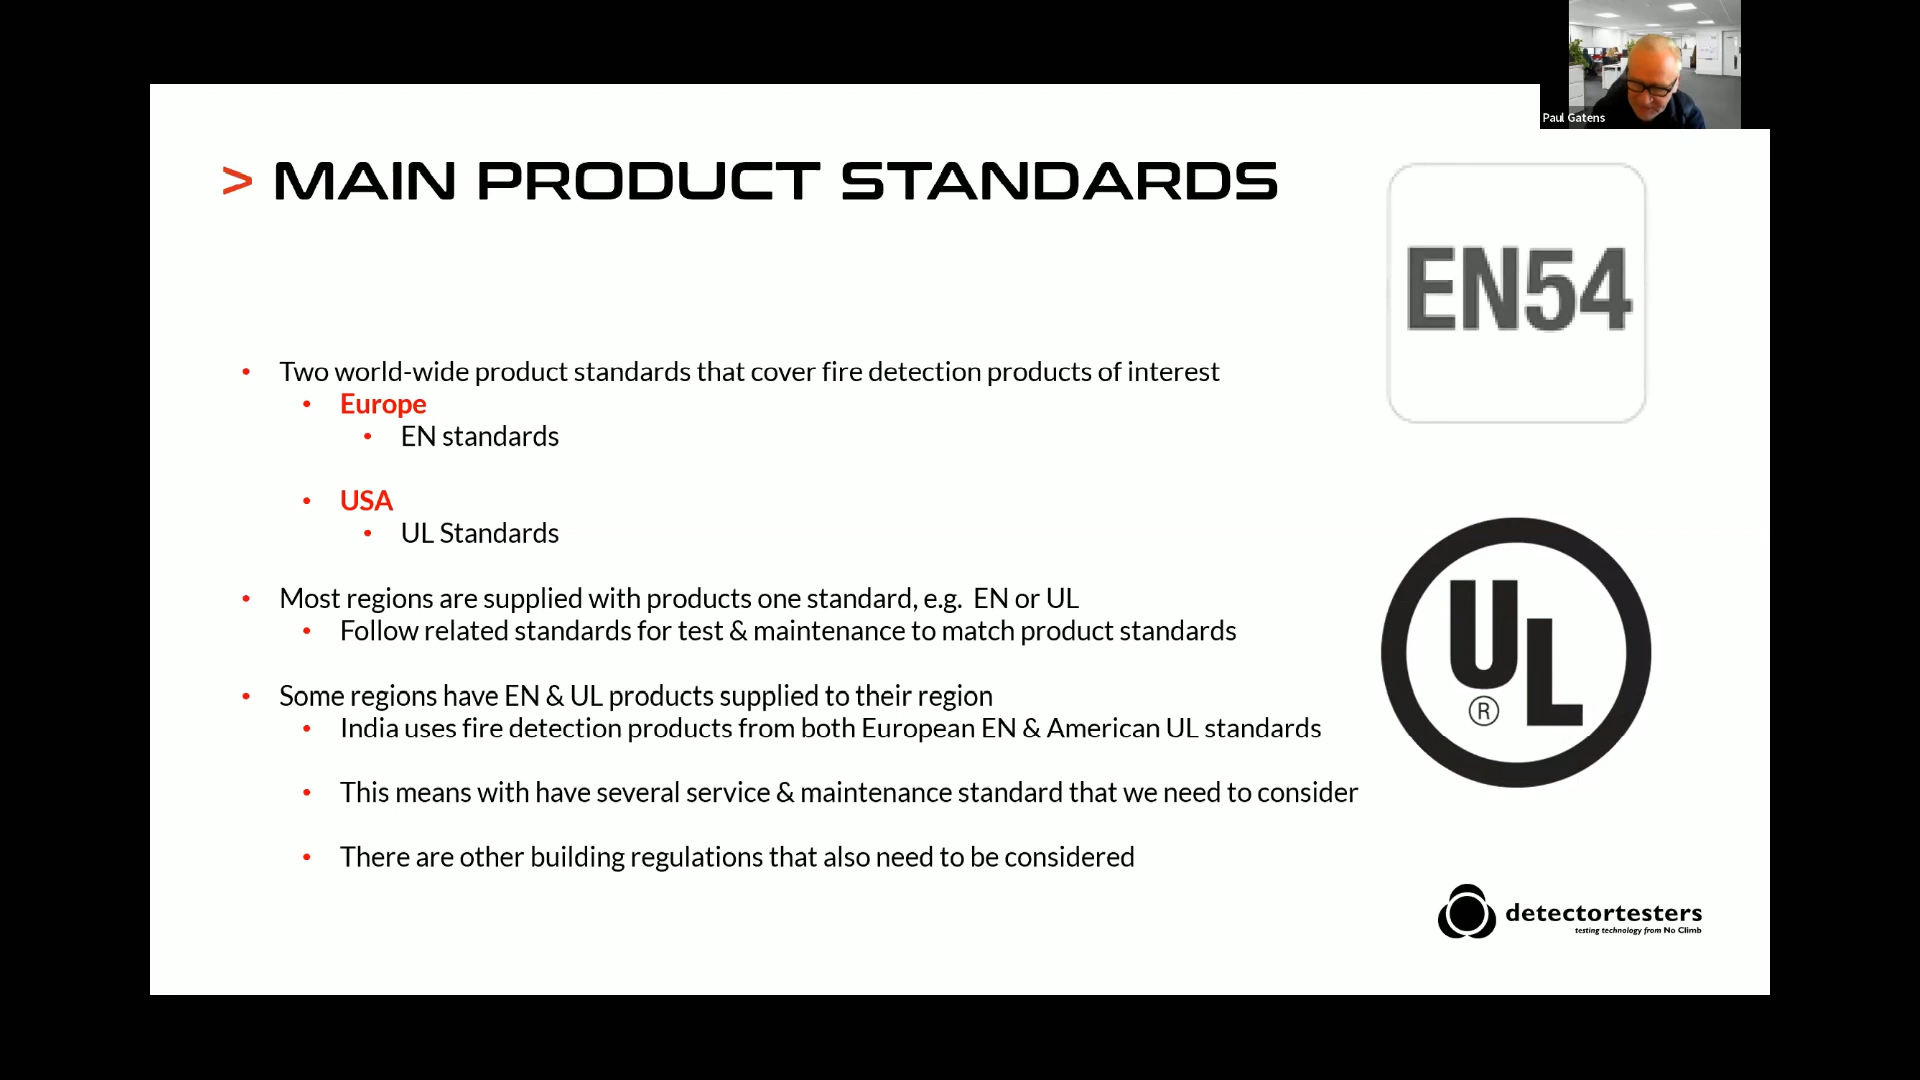 Paul Gatens
> MAIN PRODUCT STANDARDS
EN54
• Two world-wide product standards that cover fire detection products of interest
• Europe
• EN standards
• USA
• UL Standards
• Most regions are supplied with products one standard, e.g. EN or UL
• Follow related standards for test & maintenance to match product standards
• Some regions have EN & UL products supplied to their region
• India uses fire detection products from both European EN & American UL standards
• This means with have several service & maintenance standard that we need to consider
• There are other building regulations that also need to be considered
UL
®
detectortesters
testing technology from No Climb